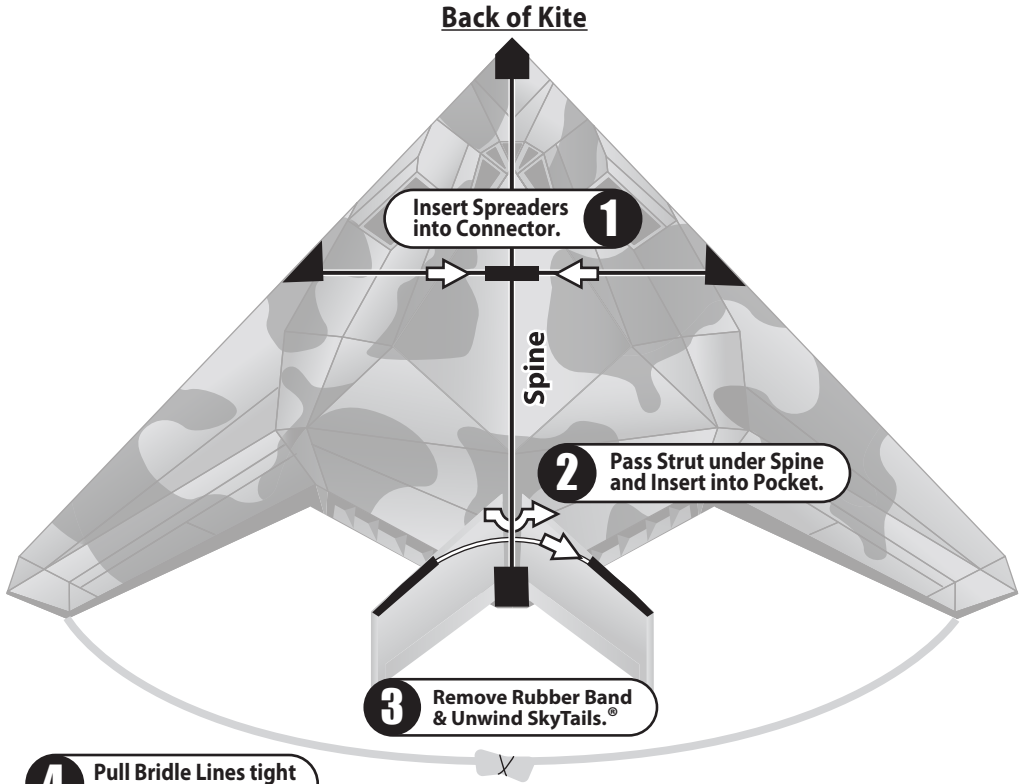 Back of Kite
Insert Spreaders
into Connector.
1
Spine
2
Pass Strut under Spine
and Insert into Pocket.
3
Remove Rubber Band
& Unwind SkyTails.®
4
Pull Bridle Lines tight